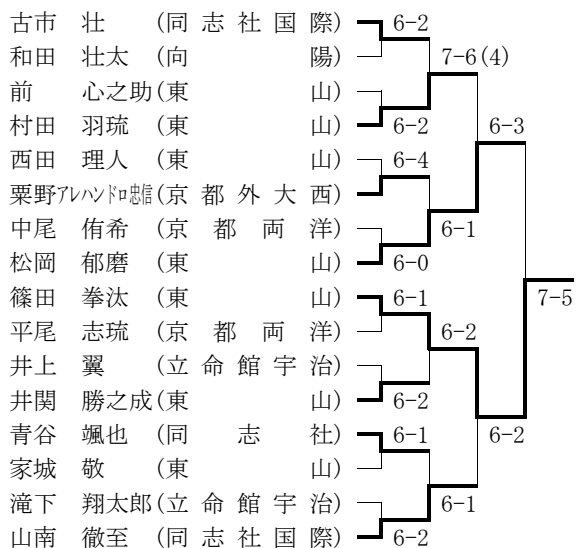 古市 壮 (同志社国際) 6-2
和田 壮太 (向陽)
7-6(4)
前 心之助 (東山)
村田 羽琉 (東山) 6-2
6-3
西田 理人 (東山) 6-4
粟野アレハンドロ忠信 (京都外大西)
中尾 侑希 (京都両洋)
6-1
松岡 郁磨 (東山) 6-0
7-5
篠田 拳汰 (東山) 6-1
平尾 志琉 (京都両洋)
6-2
井上 翼 (立命館宇治)
井関 勝之成 (東山) 6-2
青谷 颯也 (同志社) 6-1
6-2
家城 敬 (東山)
滝下 翔太郎 (立命館宇治)
6-1
山南 徹至 (同志社国際) 6-2